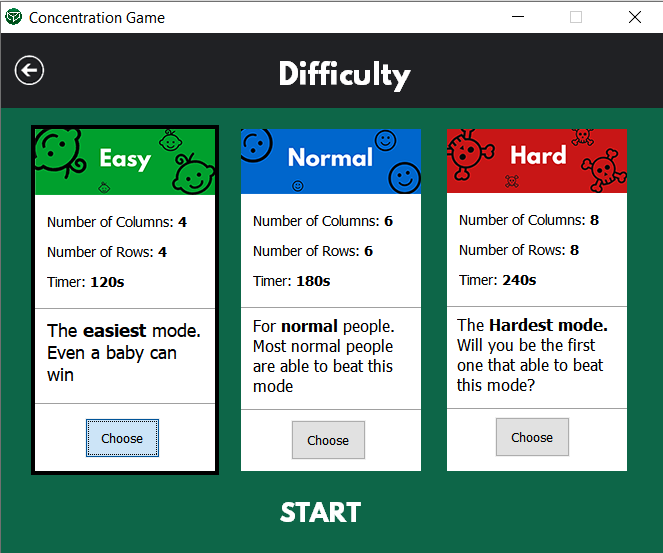 Concentration Game
Difficulty
Easy
Number of Columns: 4
Number of Rows: 4
Timer: 120s
The easiest mode.
Even a baby can
win
Choose
Normal
Number of Columns: 6
Number of Rows: 6
Timer: 180s
For normal people.
Most normal people
are able to beat this
mode
Choose
Hard
Number of Columns: 8
Number of Rows: 8
Timer: 240s
The Hardest mode.
Will you be the first
one that able to beat
this mode?
Choose
START